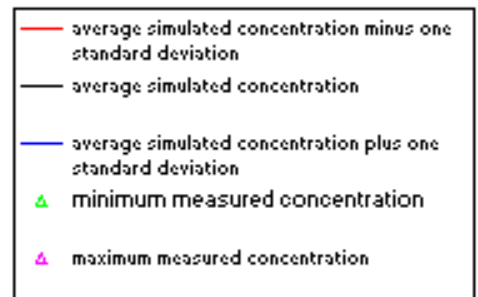 average simulated concentration minus one
standard deviation
average simulated concentration
average simulated concentration plus one
standard deviation
minimum measured concentration
maximum measured concentration